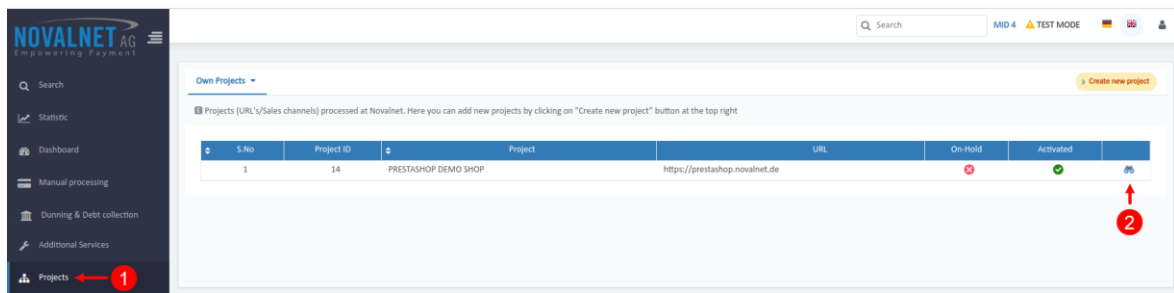 NOVALNET AG
Empowering Payment
Search
MID 4 TEST MODE
Search
Statistic
Dashboard
Manual processing
Dunning & Debt collection
Additional Services
Projects
1
Own Projects
Create new project
Projects (URL's/Sales channels) processed at Novalnet. Here you can add new projects by clicking on "Create new project" button at the top right
S.No Project ID Project URL On-Hold Activated
1 14 PRESTASHOP DEMO SHOP https://prestashop.novalnet.de
2